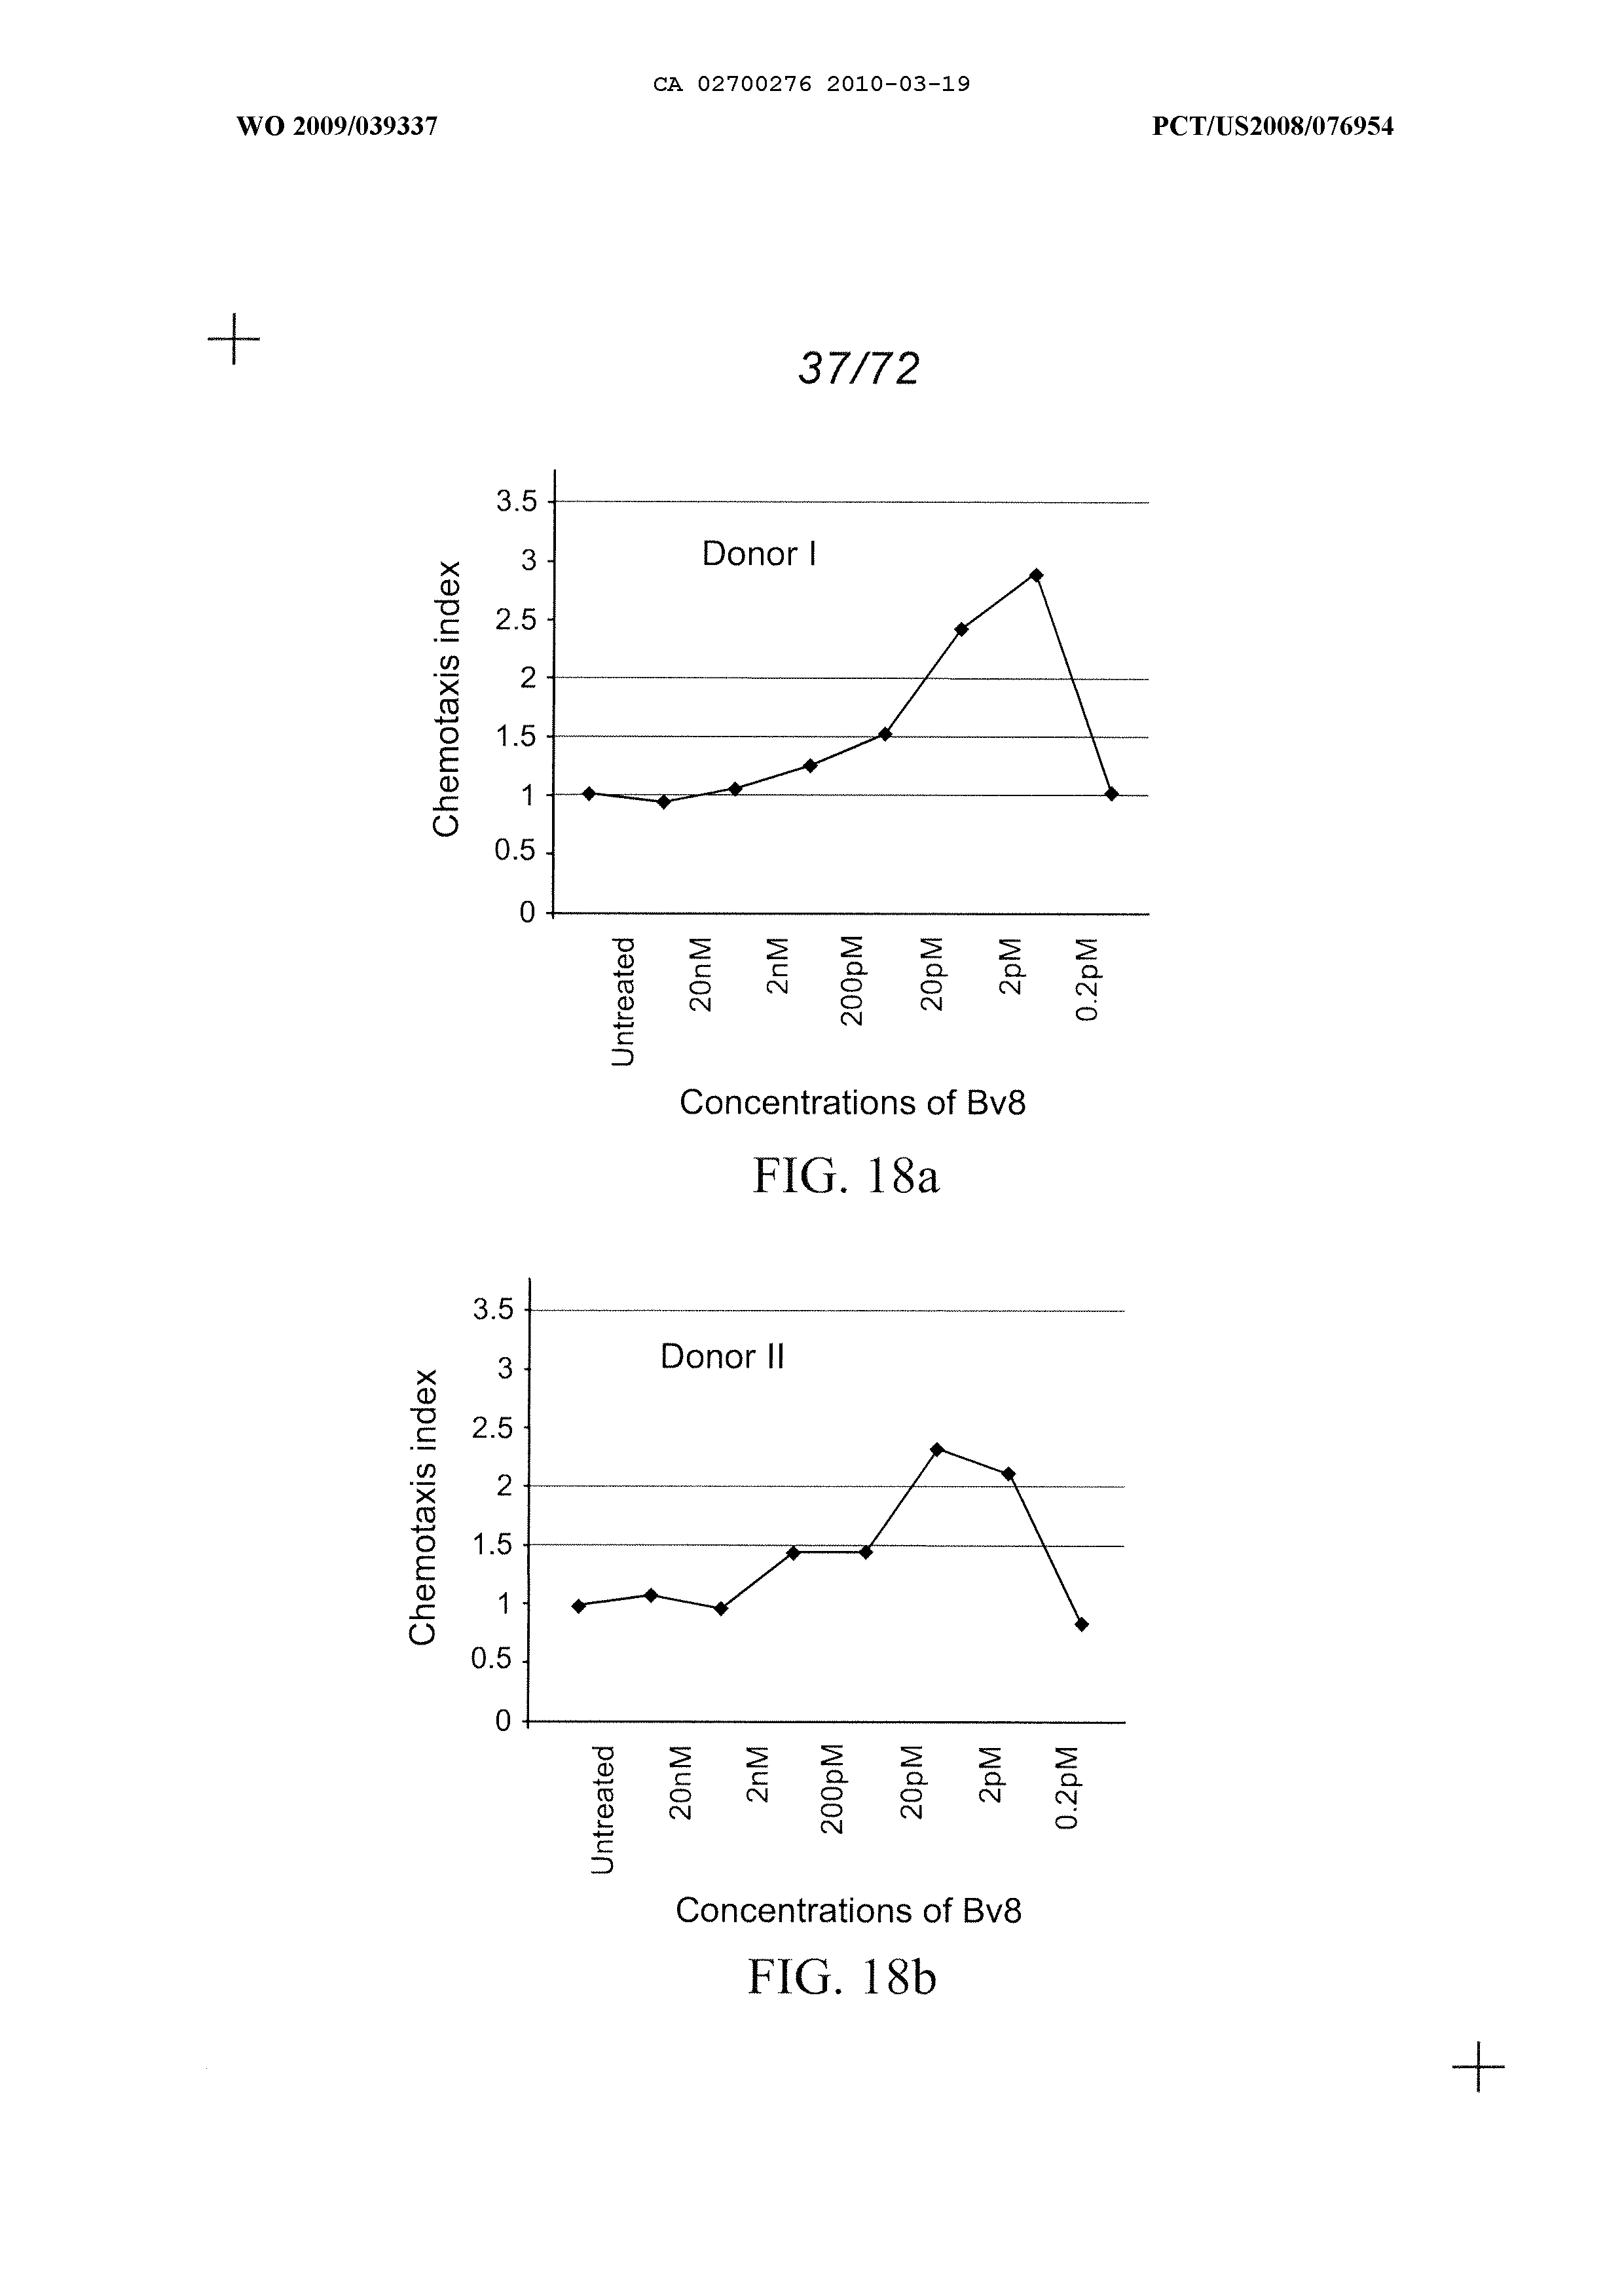 CA 02700276 2010-03-19
WO 2009/039337
PCT/US2008/076954
37/72
3.5
3
2.5
2
1.5
1
0.5
0
Chemotaxis index
Donor I
Untreated
20nM
2nM
200pM
20pM
2pM
0.2pM
Concentrations of Bv8
FIG. 18a
3.5
3
2.5
2
1.5
1
0.5
0
Chemotaxis index
Donor II
Untreated
20nM
2nM
200pM
20pM
2pM
0.2pM
Concentrations of Bv8
FIG. 18b